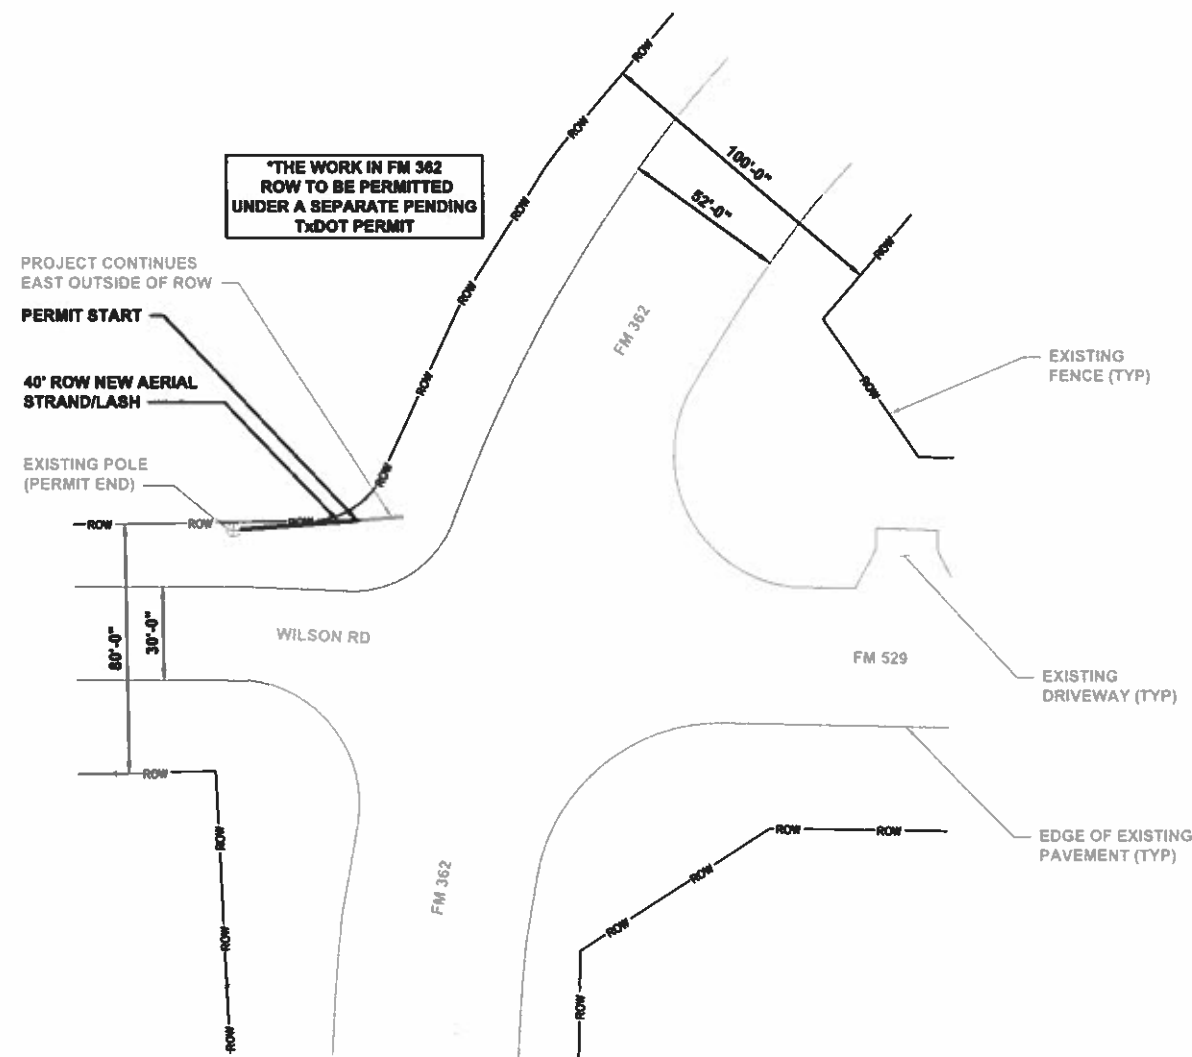 ROW
ROW
ROW
ROW
ROW
ROW
100'-0"
52'-0"
ROW
*THE WORK IN FM 362
ROW TO BE PERMITTED
UNDER A SEPARATE PENDING
TxDOT PERMIT
PROJECT CONTINUES
EAST OUTSIDE OF ROW
PERMIT START
40' ROW NEW AERIAL
STRAND/LASH
EXISTING POLE
(PERMIT END)
FM 362
EXISTING
FENCE (TYP)
ROW
ROW
ROW
ROW
80'-0"
30'-0"
WILSON RD
FM 529
EXISTING
DRIVEWAY (TYP)
ROW
ROW
ROW
ROW
FM 362
ROW
ROW
ROW
ROW
ROW
EDGE OF EXISTING
PAVEMENT (TYP)